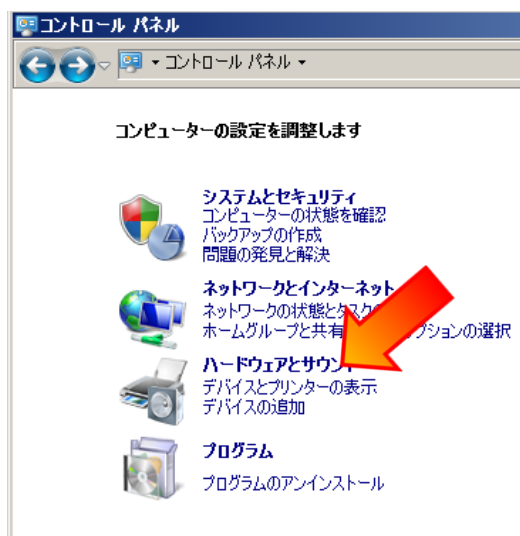 コントロール パネル
コントロール パネル
コンピューターの設定を調整します
システムとセキュリティ
コンピューターの状態を確認
バックアップの作成
問題の発見と解決
ネットワークとインターネット
ネットワークの状態とタスクの
ホームグループと共有 プションの選択
ハードウェアとサウンド
デバイスとプリンターの表示
デバイスの追加
プログラム
プログラムのアンインストール